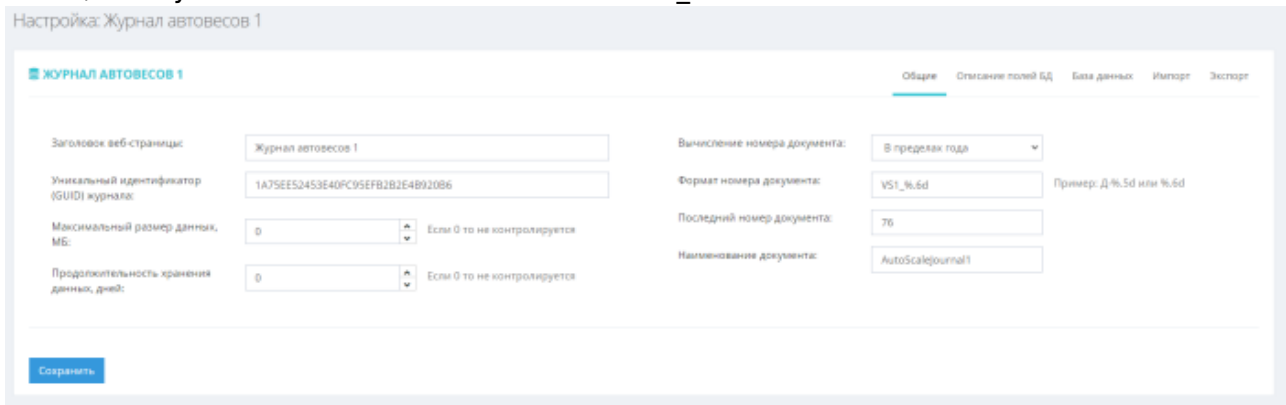 Настройка: Журнал автовесов 1
ЖУРНАЛ АВТОВЕСОВ 1
Общие Описание полей БД База данных Импорт Экспорт
Заголовок веб-страницы: Журнал автовесов 1
Вычисление номера документа: В пределах года
Уникальный идентификатор (GUID) журнала: 1A75EE52453E40FC95EFB2B2E4B920B6
Формат номера документа: VS1_%.6d Пример: Д-%.5d или %.6d
Максимальный размер данных, МБ: 0 Если 0 то не контролируется
Последний номер документа: 76
Наименование документа: AutoScaleJournal1
Продолжительность хранения данных, дней: 0 Если 0 то не контролируется
Сохранить